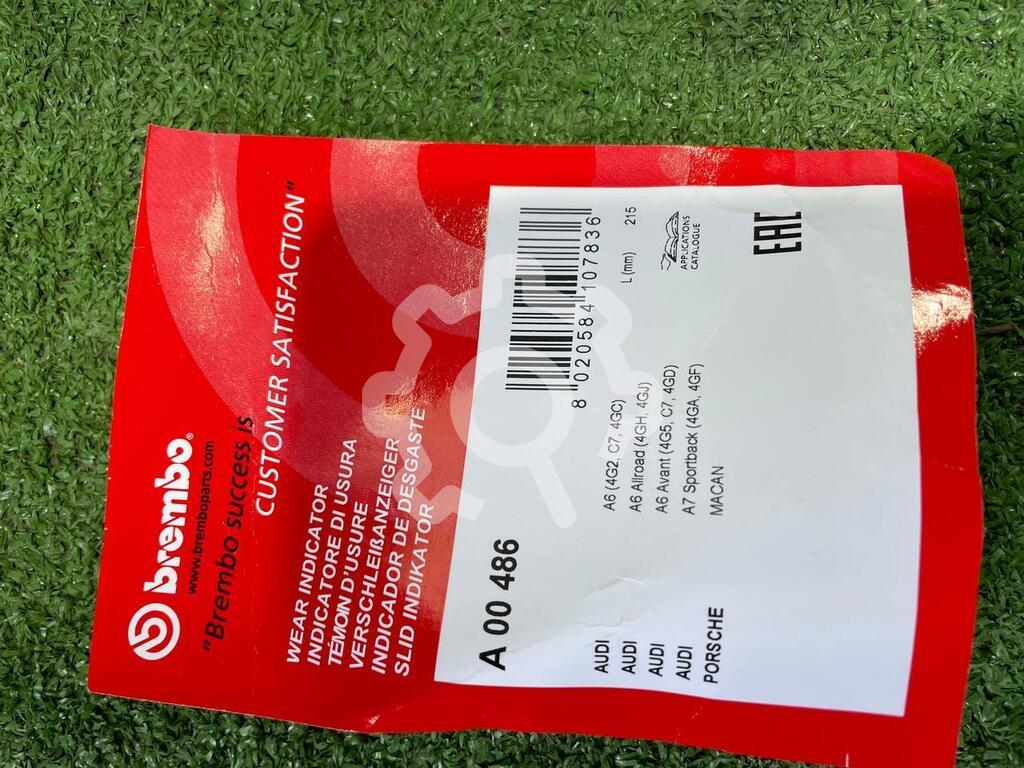 brembo®
www.bremboparts.com
"Brembo success is
CUSTOMER SATISFACTION"
WEAR INDICATOR
INDICATORE DI USURA
TÉMOIN D'USURE
VERSCHLEIßANZEIGER
INDICADOR DE DESGASTE
SLID INDIKATOR
A 00 486
8 020584 107836
AUDI A6 (4G2, C7, 4GC) L(mm) 215
AUDI A6 Allroad (4GH, 4GJ)
AUDI A6 Avant (4G5, C7, 4GD)
AUDI A7 Sportback (4GA, 4GF)
PORSCHE MACAN
APPLICATIONS
CATALOGUE
EAC